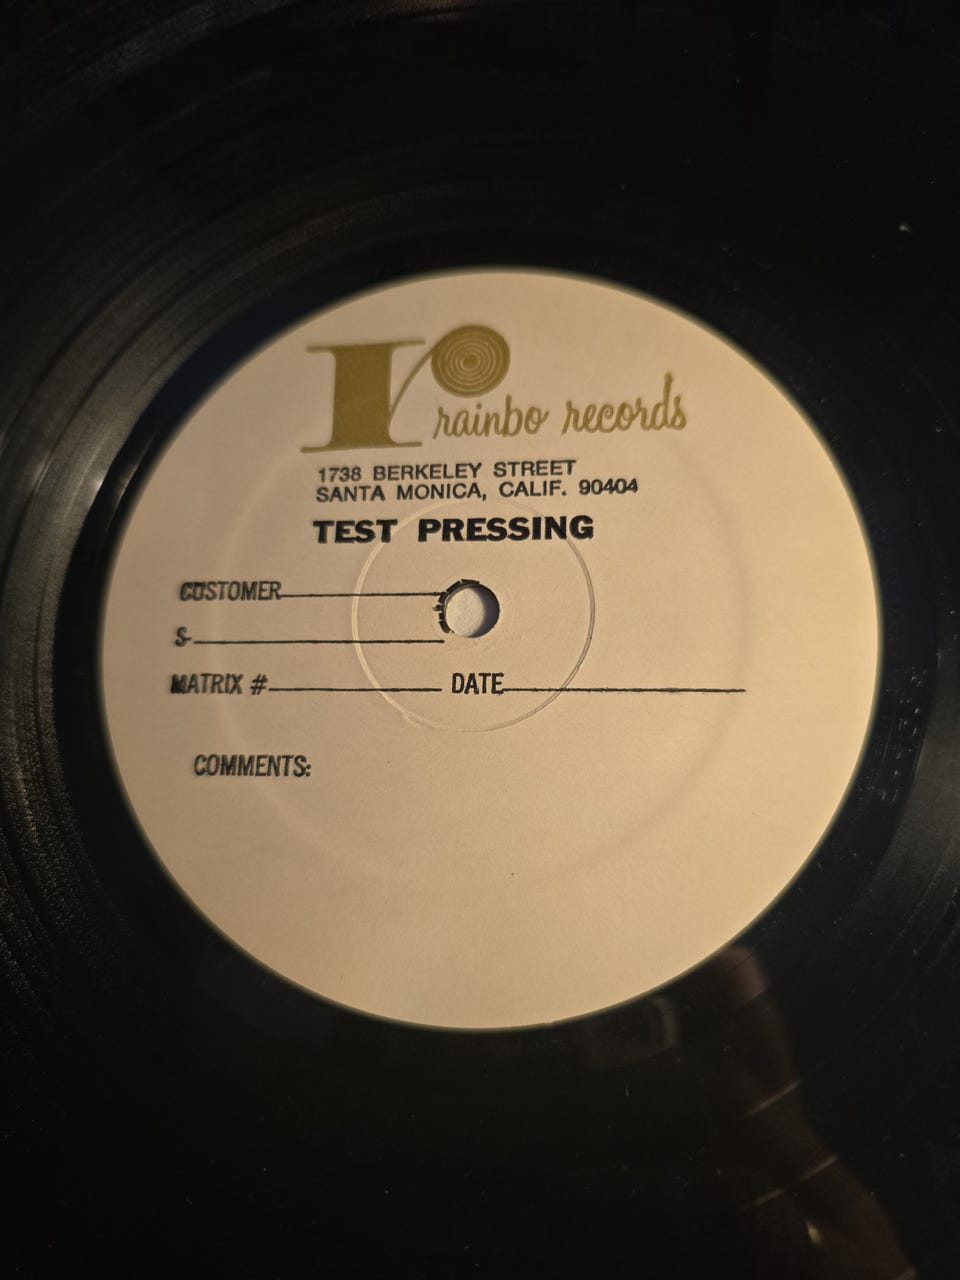 r
rainbo records
1738 BERKELEY STREET
SANTA MONICA, CALIF. 90404
TEST PRESSING
CUSTOMER
S-
MATRIX # DATE
COMMENTS: